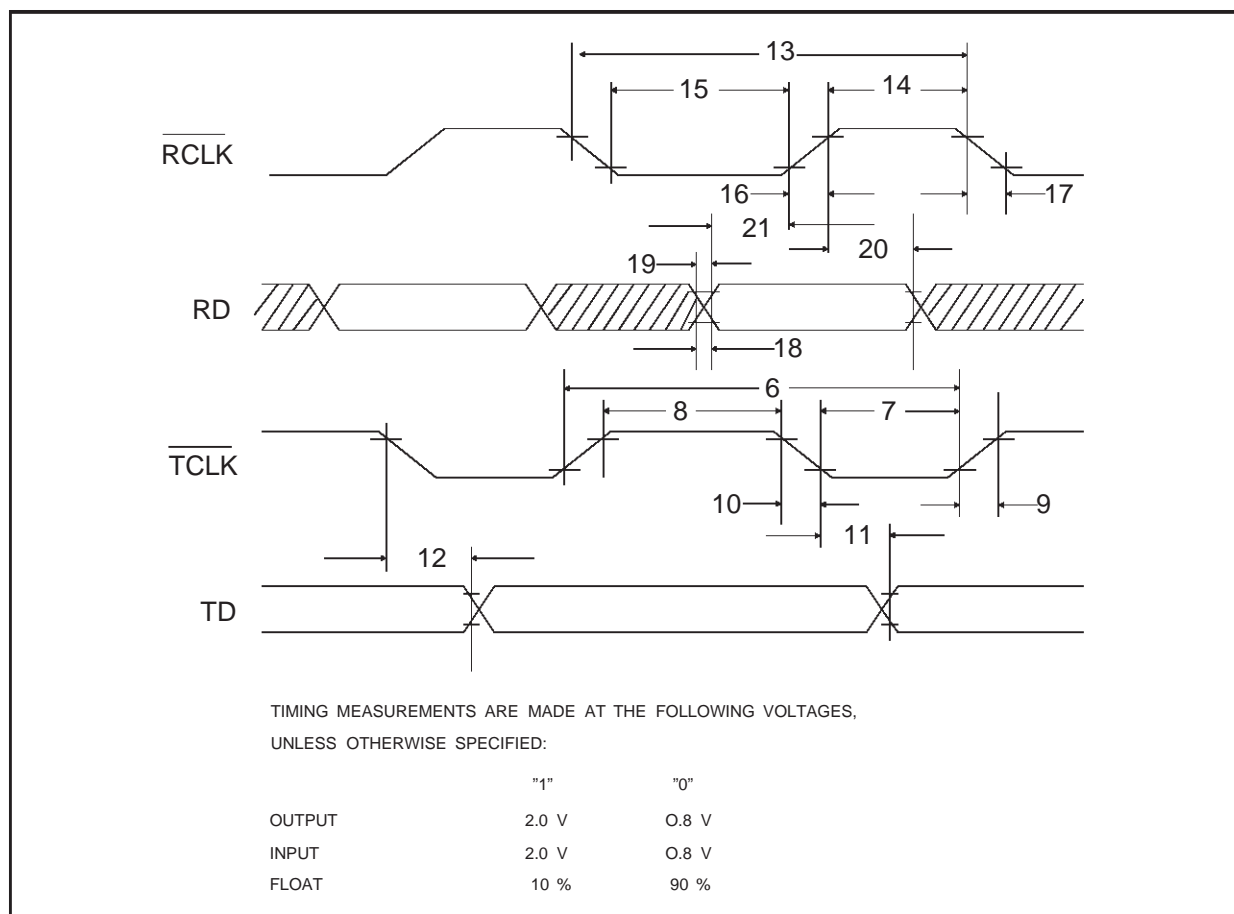 13
15
14
RCLK
16
17
21
20
19
RD
18
6
8
7
TCLK
10
9
11
12
TD
TIMING MEASUREMENTS ARE MADE AT THE FOLLOWING VOLTAGES,
UNLESS OTHERWISE SPECIFIED:
”1” ”0”
OUTPUT 2.0 V O.8 V
INPUT 2.0 V O.8 V
FLOAT 10 % 90 %